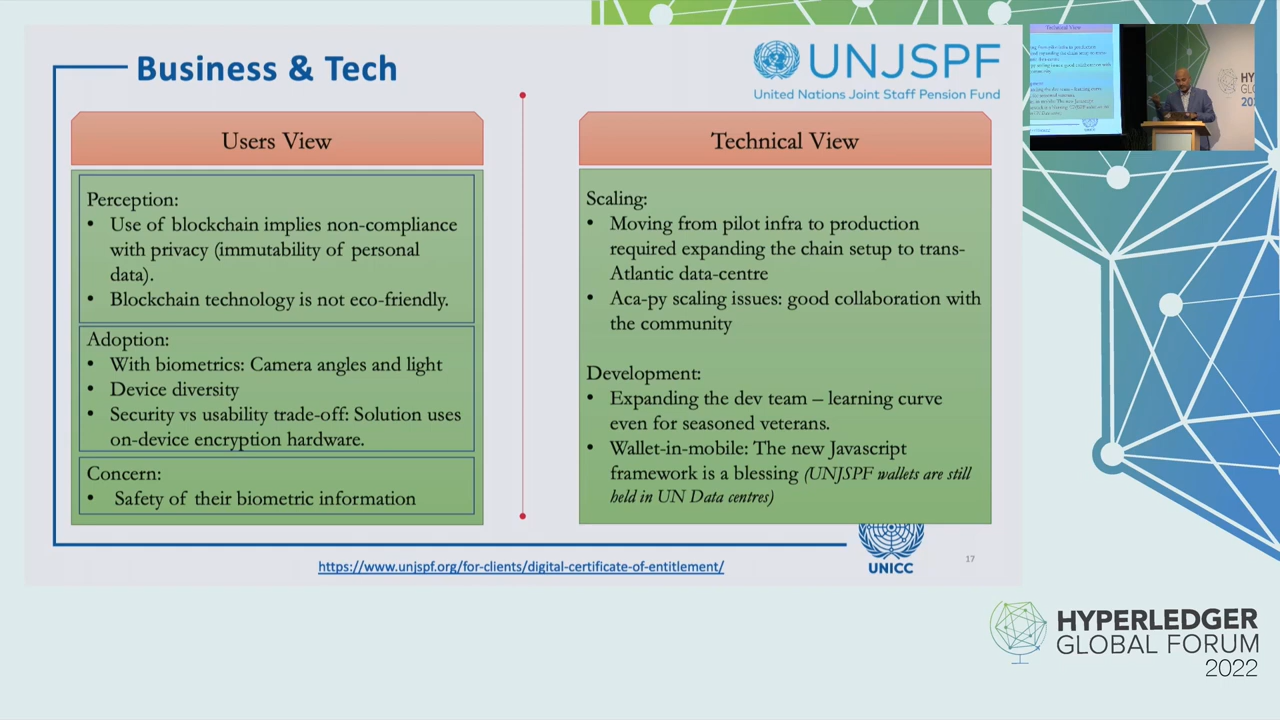 Business & Tech
UNJSPF
United Nations Joint Staff Pension Fund
Users View
Perception:
• Use of blockchain implies non-compliance
with privacy (immutability of personal
data).
• Blockchain technology is not eco-friendly.
Adoption:
• With biometrics: Camera angles and light
• Device diversity
• Security vs usability trade-off: Solution uses
on-device encryption hardware.
Concern:
• Safety of their biometric information
Technical View
Scaling:
• Moving from pilot infra to production
required expanding the chain setup to trans-
Atlantic data-centre
• Aca-py scaling issues: good collaboration with
the community
Development:
• Expanding the dev team – learning curve
even for seasoned veterans.
• Wallet-in-mobile: The new Javascript
framework is a blessing (UNJSPF wallets are still
held in UN Data centres)
UNICC
https://www.unjspf.org/for-clients/digital-certificate-of-entitlement/
17
Technical View
HYPERLEDGER
GLOBAL FORUM
2022